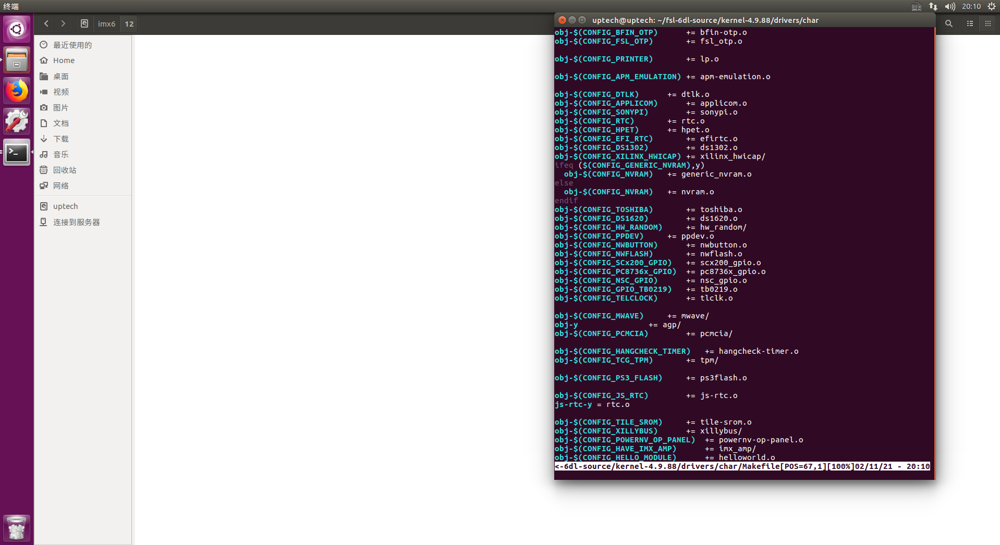 终端
20:10
imx6
12
最近使用的
Home
桌面
视频
图片
文档
下载
音乐
回收站
网络
uptech
连接到服务器
uptech@uptech: ~/fsl-6dl-source/kernel-4.9.88/drivers/char
obj-$(CONFIG_BFIN_OTP) += bfin-otp.o
obj-$(CONFIG_FSL_OTP) += fsl_otp.o
obj-$(CONFIG_PRINTER) += lp.o
obj-$(CONFIG_APM_EMULATION) += apm-emulation.o
obj-$(CONFIG_DTLK) += dtlk.o
obj-$(CONFIG_APPLICOM) += applicom.o
obj-$(CONFIG_SONYPI) += sonypi.o
obj-$(CONFIG_RTC) += rtc.o
obj-$(CONFIG_HPET) += hpet.o
obj-$(CONFIG_EFI_RTC) += efirtc.o
obj-$(CONFIG_DS1302) += ds1302.o
obj-$(CONFIG_XILINX_HWICAP) += xilinx_hwicap/
ifeq ($(CONFIG_GENERIC_NVRAM),y)
obj-$(CONFIG_NVRAM) += generic_nvram.o
else
obj-$(CONFIG_NVRAM) += nvram.o
endif
obj-$(CONFIG_TOSHIBA) += toshiba.o
obj-$(CONFIG_DS1620) += ds1620.o
obj-$(CONFIG_HW_RANDOM) += hw_random/
obj-$(CONFIG_PPDEV) += ppdev.o
obj-$(CONFIG_NWBUTTON) += nwbutton.o
obj-$(CONFIG_NWFLASH) += nwflash.o
obj-$(CONFIG_SCx200_GPIO) += scx200_gpio.o
obj-$(CONFIG_PC8736x_GPIO) += pc8736x_gpio.o
obj-$(CONFIG_NSC_GPIO) += nsc_gpio.o
obj-$(CONFIG_GPIO_TB0219) += tb0219.o
obj-$(CONFIG_TELCLOCK) += tlclk.o
obj-$(CONFIG_MWAVE) += mwave/
obj-y += agp/
obj-$(CONFIG_PCMCIA) += pcmcia/
obj-$(CONFIG_HANGCHECK_TIMER) += hangcheck-timer.o
obj-$(CONFIG_TCG_TPM) += tpm/
obj-$(CONFIG_PS3_FLASH) += ps3flash.o
obj-$(CONFIG_JS_RTC) += js-rtc.o
js-rtc-y = rtc.o
obj-$(CONFIG_TILE_SROM) += tile-srom.o
obj-$(CONFIG_XILLYBUS) += xillybus/
obj-$(CONFIG_POWERNV_OP_PANEL) += powernv-op-panel.o
obj-$(CONFIG_HAVE_IMX_AMP) += imx_amp/
obj-$(CONFIG_HELLO_MODULE) += helloworld.o
<-6dl-source/kernel-4.9.88/drivers/char/Makefile[POS=67,1][100%]02/11/21 - 20:10